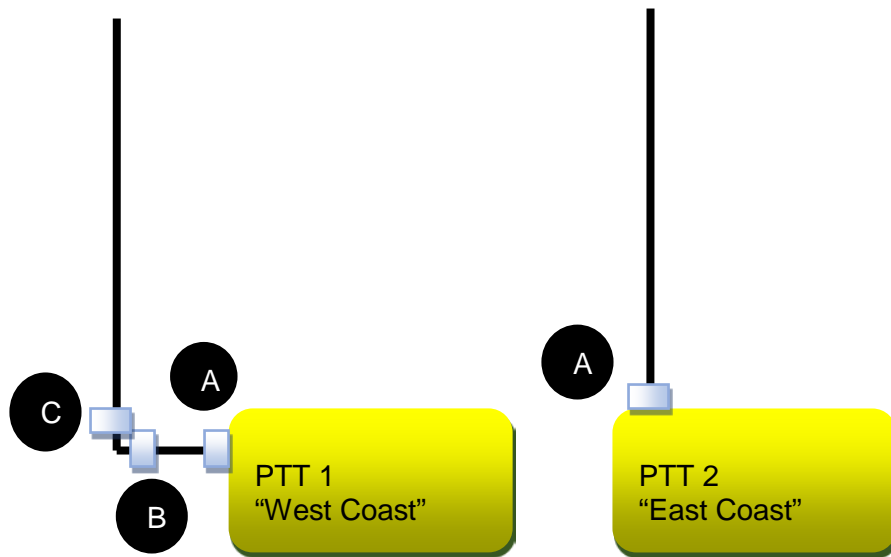 A
A
C
B
PTT 1
“West Coast”
PTT 2
“East Coast”